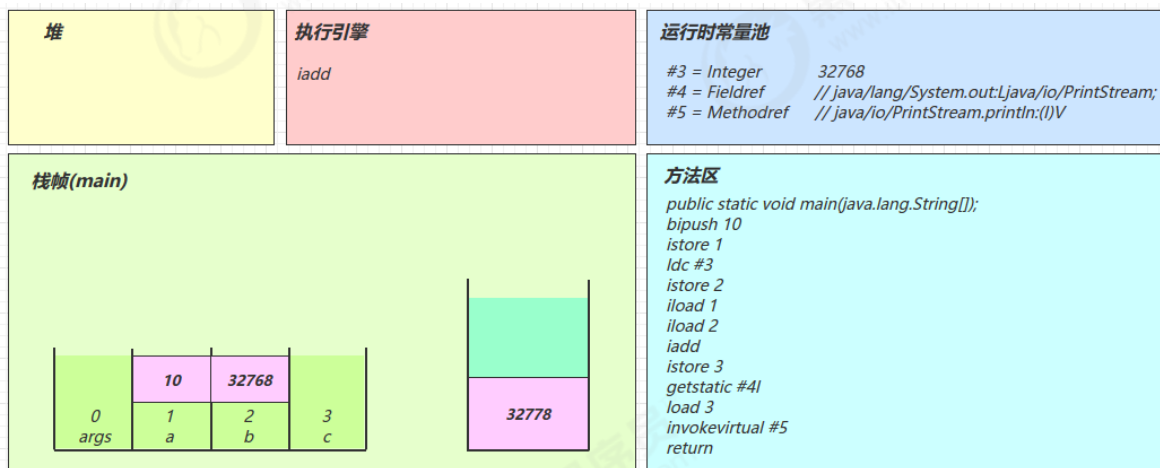 堆
执行引擎
iadd
运行时常量池
#3 = Integer 32768
#4 = Fieldref // java/lang/System.out:Ljava/io/PrintStream;
#5 = Methodref // java/io/PrintStream.println:(I)V
栈帧(main)
10 32768
0 1 2 3
args a b c
32778
方法区
public static void main(java.lang.String[]);
bipush 10
istore 1
ldc #3
istore 2
iload 1
iload 2
iadd
istore 3
getstatic #4I
load 3
invokevirtual #5
return